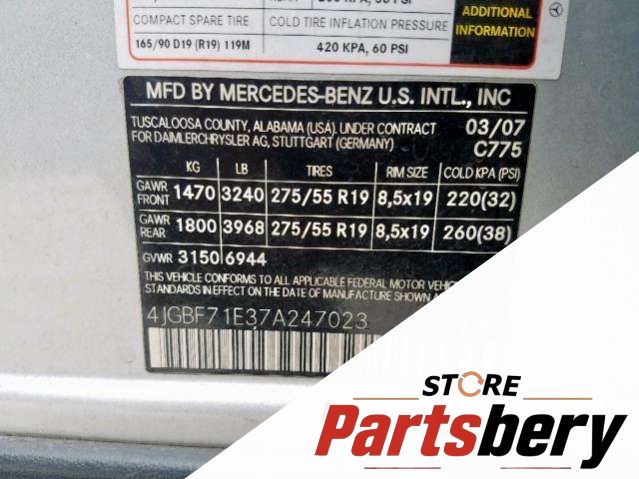 COMPACT SPARE TIRE
COLD TIRE INFLATION PRESSURE
165/90 D19 (R19) 119M
420 KPA, 60 PSI
ADDITIONAL
INFORMATION
MFD BY MERCEDES-BENZ U.S. INTL., INC
TUSCALOOSA COUNTY, ALABAMA (USA). UNDER CONTRACT
FOR DAIMLERCHRYSLER AG, STUTTGART (GERMANY)
03/07
C775
KG LB TIRES RIM SIZE COLD KPA (PSI)
GAWR FRONT 1470 3240 275/55 R19 8,5x19 220(32)
GAWR REAR 1800 3968 275/55 R19 8,5x19 260(38)
GVWR 3150 6944
THIS VEHICLE CONFORMS TO ALL APPLICABLE FEDERAL MOTOR
STANDARDS IN EFFECT ON THE DATE OF MANUFACTURE
4JGBF71E37A247023
STORE
Partsbery